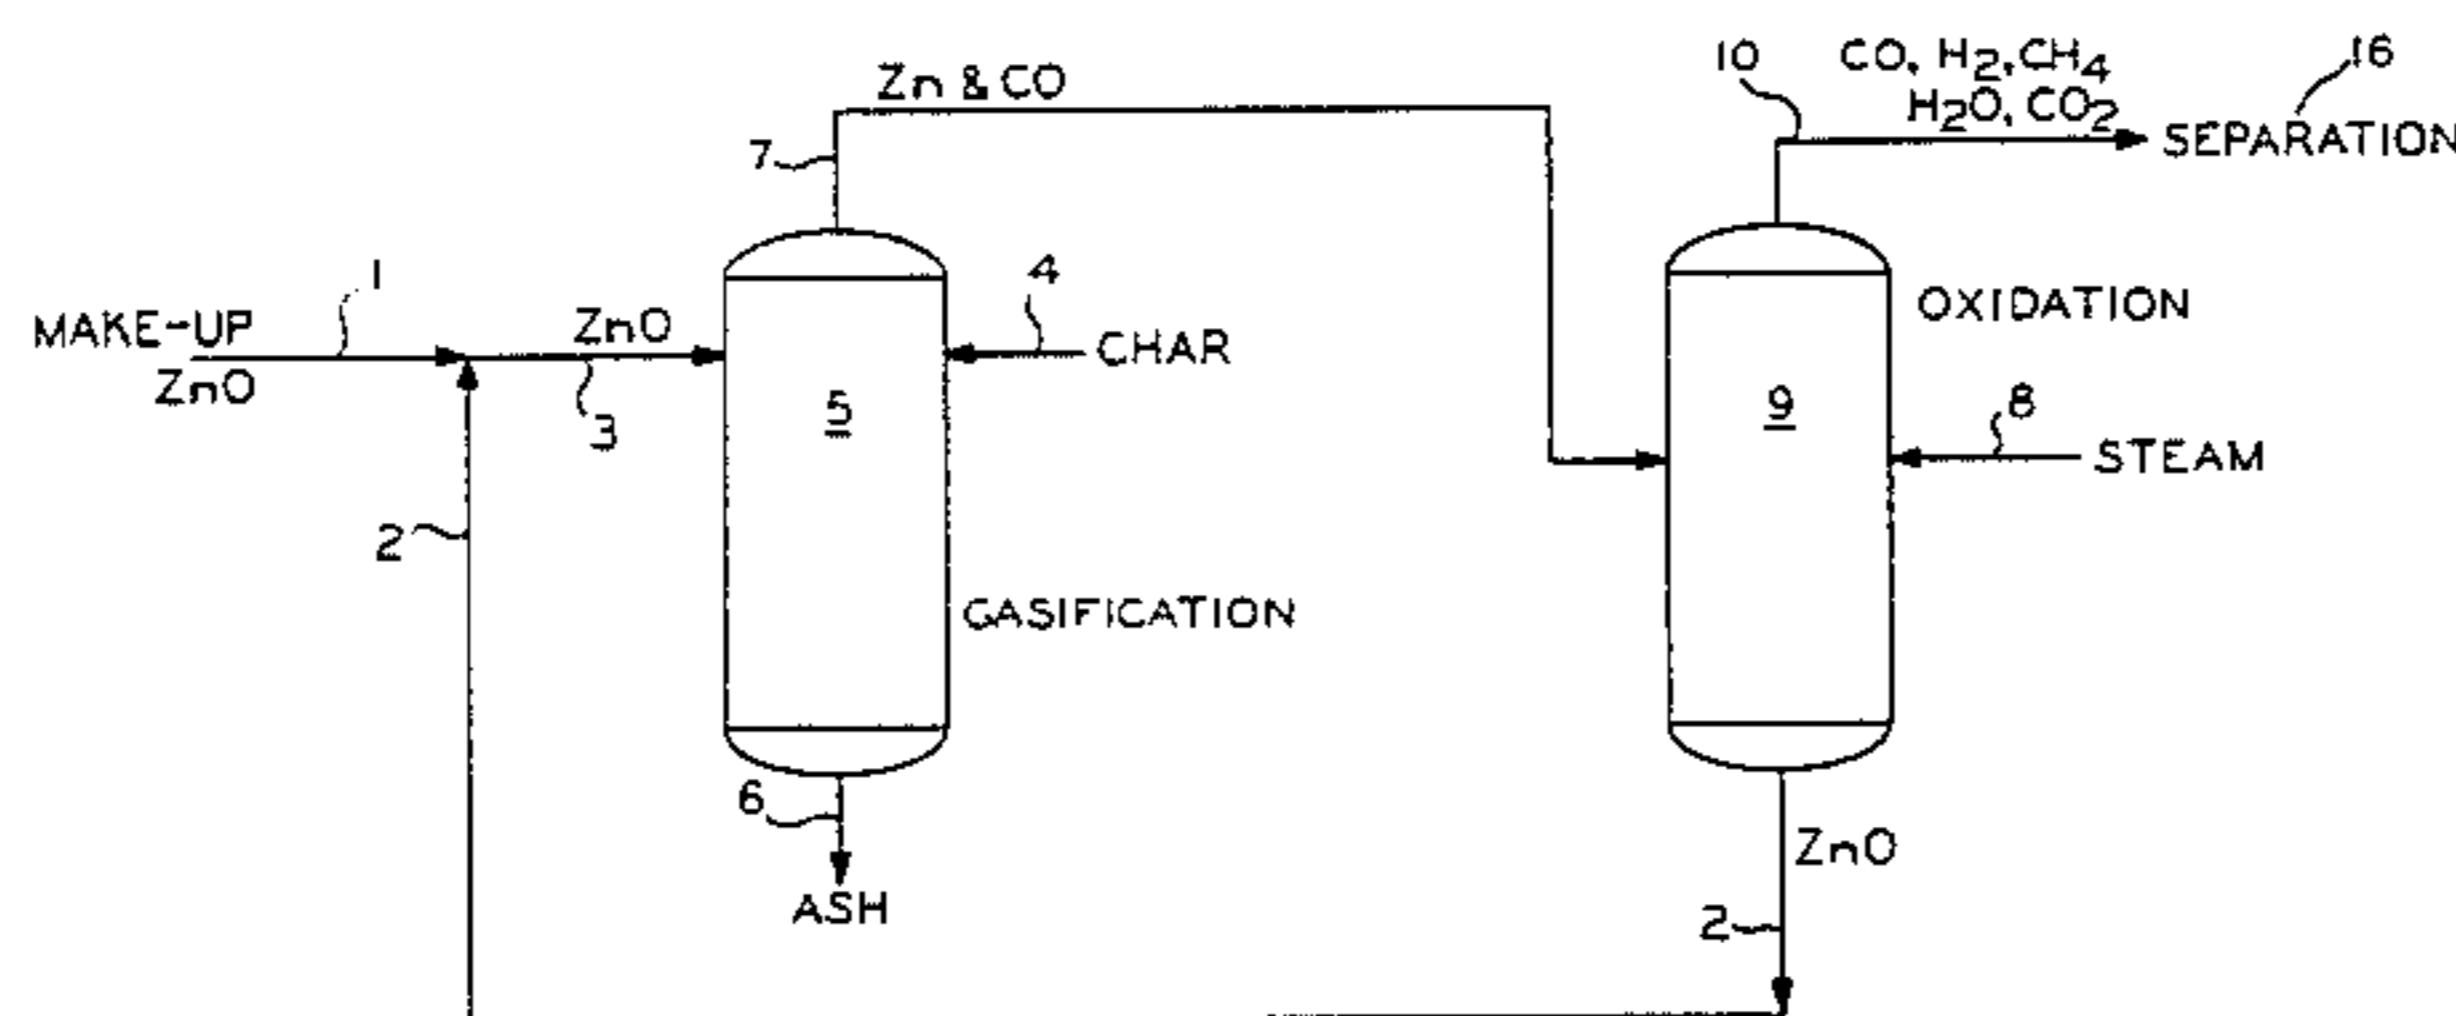 10
CO, H2, CH4
16
Zn & CO
H2O, CO2
SEPARATION
7
1
4
MAKE-UP
ZnO
OXIDATION
CHAR
ZnO
5
9
8
3
STEAM
2
GASIFICATION
6
ZnO
ASH
2